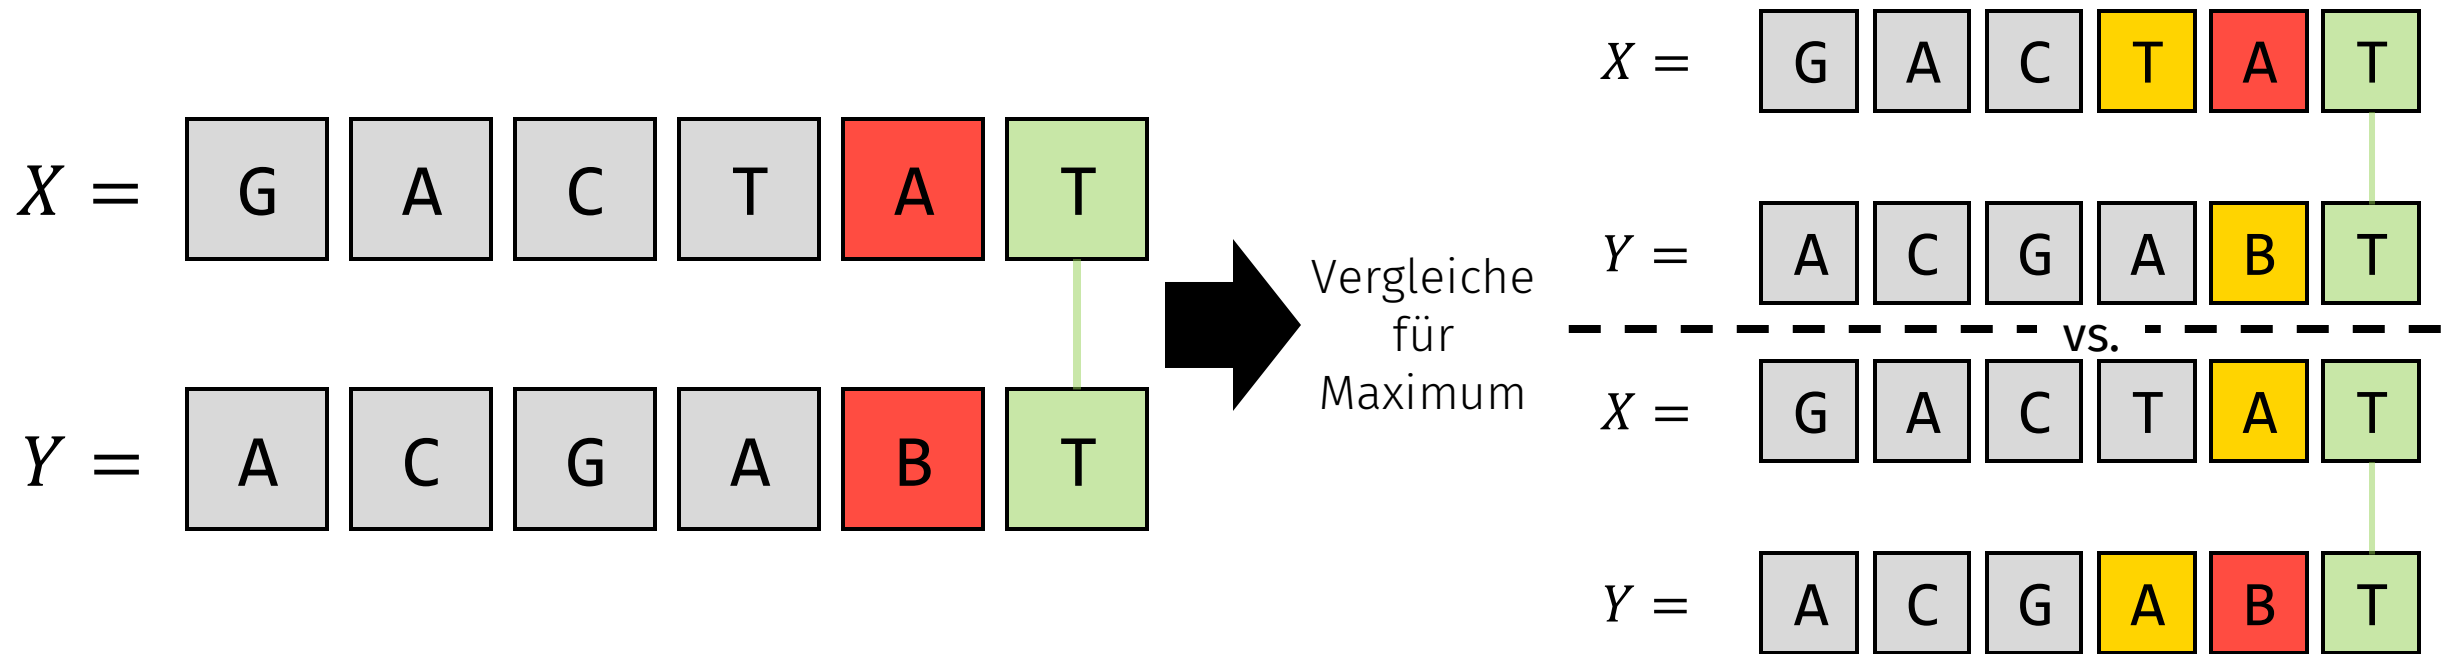 X = G A C T A T
Y = A C G A B T
Vergleiche
für
Maximum
X = G A C T A T
Y = A C G A B T
vs.
X = G A C T A T
Y = A C G A B T